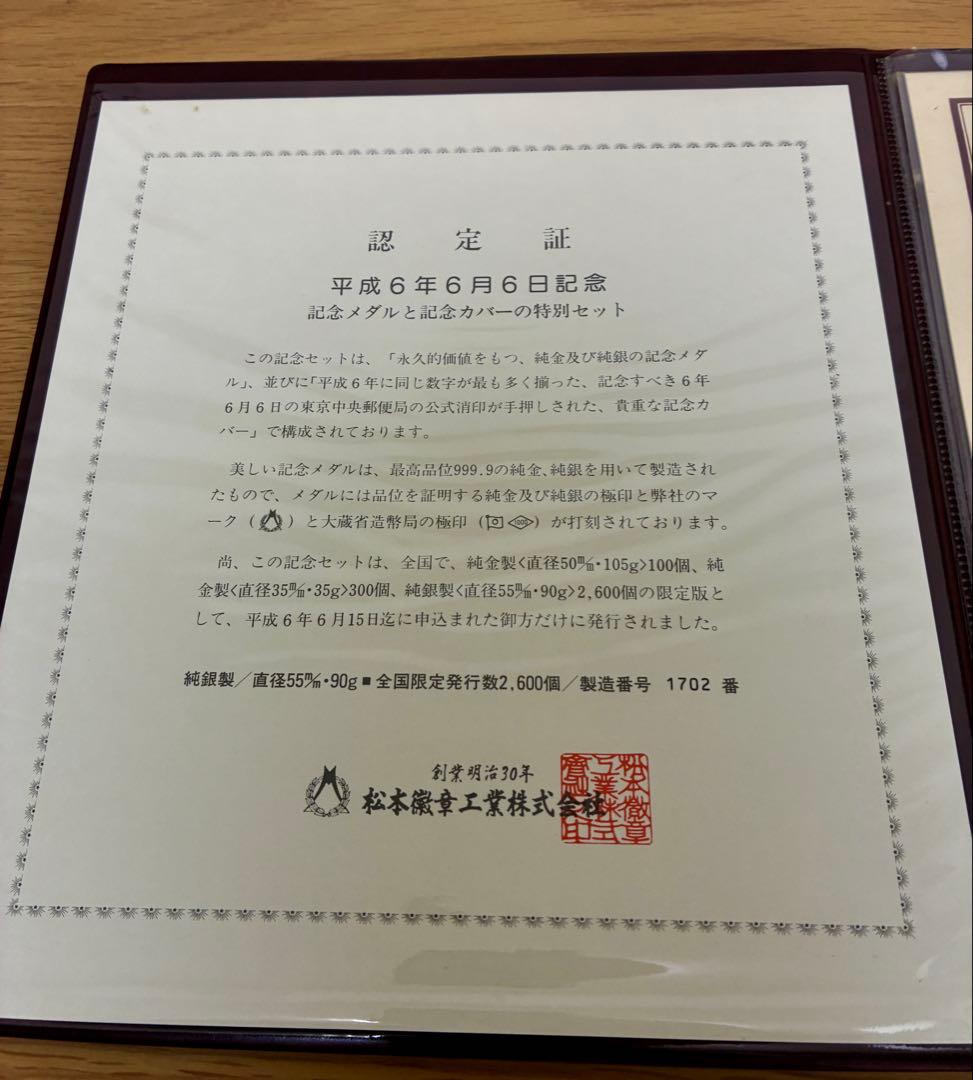 認定証
平成6年6月6日記念
記念メダルと記念カバーの特別セット
この記念セットは、「永久的価値をもつ、純金及び純銀の記念メダ
ル」、並びに「平成6年に同じ数字が最も多く揃った、記念すべき6年
6月6日の東京中央郵便局の公式消印が手押しされた、貴重な記念カ
バー」で構成されております。
美しい記念メダルは、最高品位999.9の純金、純銀を用いて製造され
たもので、メダルには品位を証明する純金及び純銀の極印と弊社のマ
ーク（）と大蔵省造幣局の極印（）が打刻されております。
尚、この記念セットは、全国で、純金製<直径50m/m・105g>100個、純
金製<直径35m/m・35g>300個、純銀製<直径55m/m・90g>2,600個の限定版と
して、平成6年6月15日迄に申込まれた御方だけに発行されました。
純銀製／直径55m/m・90g■全国限定発行数2,600個／製造番号 1702 番
創業明治30年
松本徽章工業株式会社